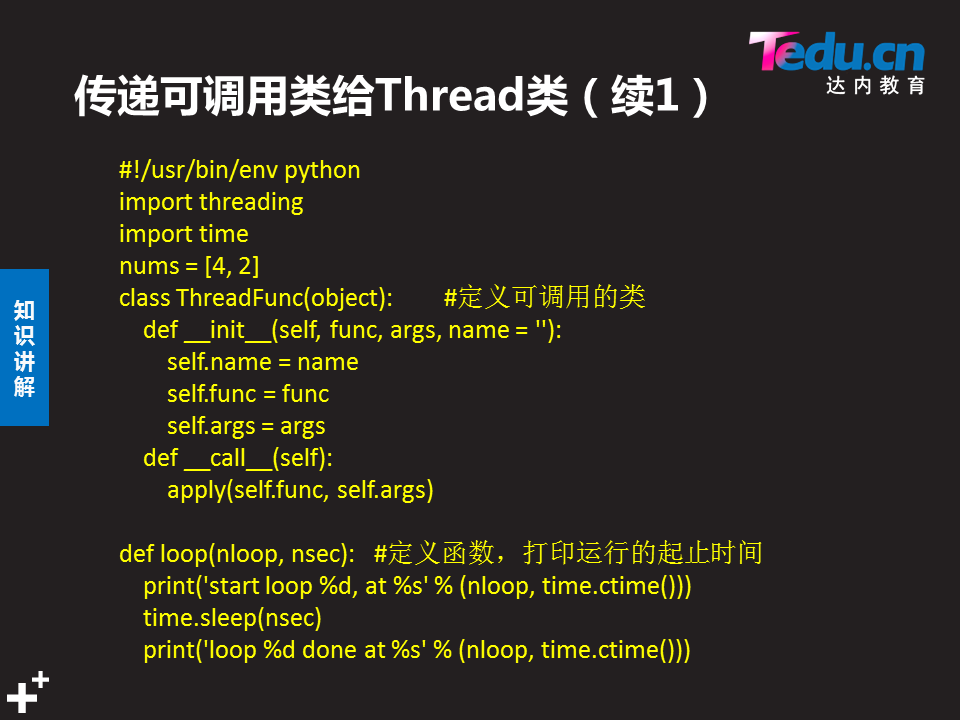 Tedu.cn
达内教育
传递可调用类给Thread类（续1）
#!/usr/bin/env python
import threading
import time
nums = [4, 2]
class ThreadFunc(object): #定义可调用的类
def __init__(self, func, args, name = ''):
self.name = name
self.func = func
self.args = args
def __call__(self):
apply(self.func, self.args)
def loop(nloop, nsec): #定义函数，打印运行的起止时间
print('start loop %d, at %s' % (nloop, time.ctime()))
time.sleep(nsec)
print('loop %d done at %s' % (nloop, time.ctime()))
知识讲解